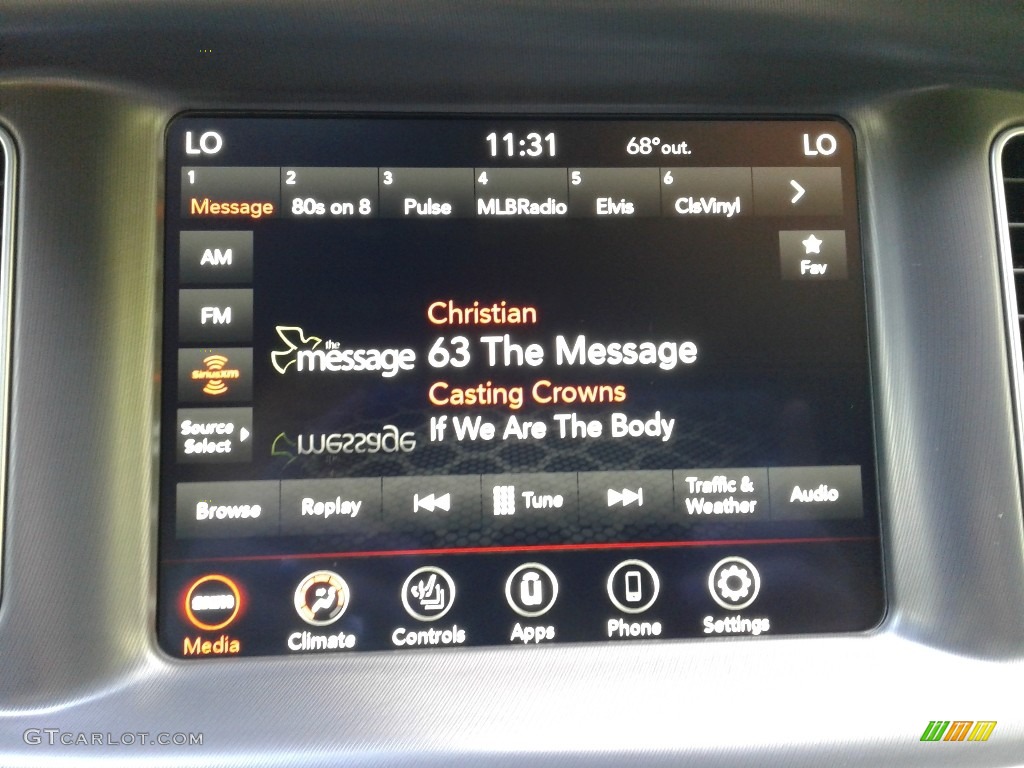 LO 11:31 68°out. LO
1 2 3 4 5 6
Message 80s on 8 Pulse MLBRadio Elvis ClsVinyl
AM
Fav
FM
Christian
the
message 63 The Message
SiriusXM
Casting Crowns
Source
Select
If We Are The Body
message
Browse Replay Tune Traffic &
Weather Audio
Media Climate Controls Apps Phone Settings
GTCARLOT.COM